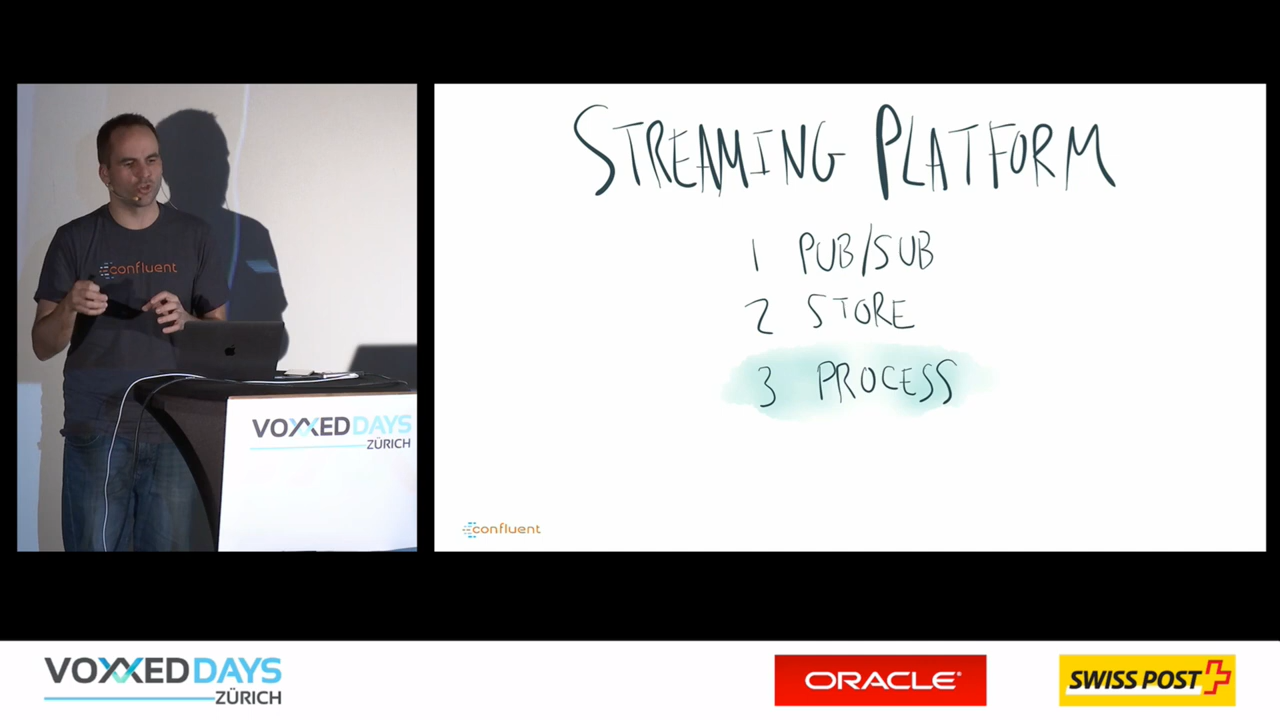 confluent
VOXXED DAYS
ZÜRICH
STREAMING PLATFORM
1 PUB/SUB
2 STORE
3 PROCESS
confluent
VOXXED DAYS
ZÜRICH
ORACLE®
SWISS POST